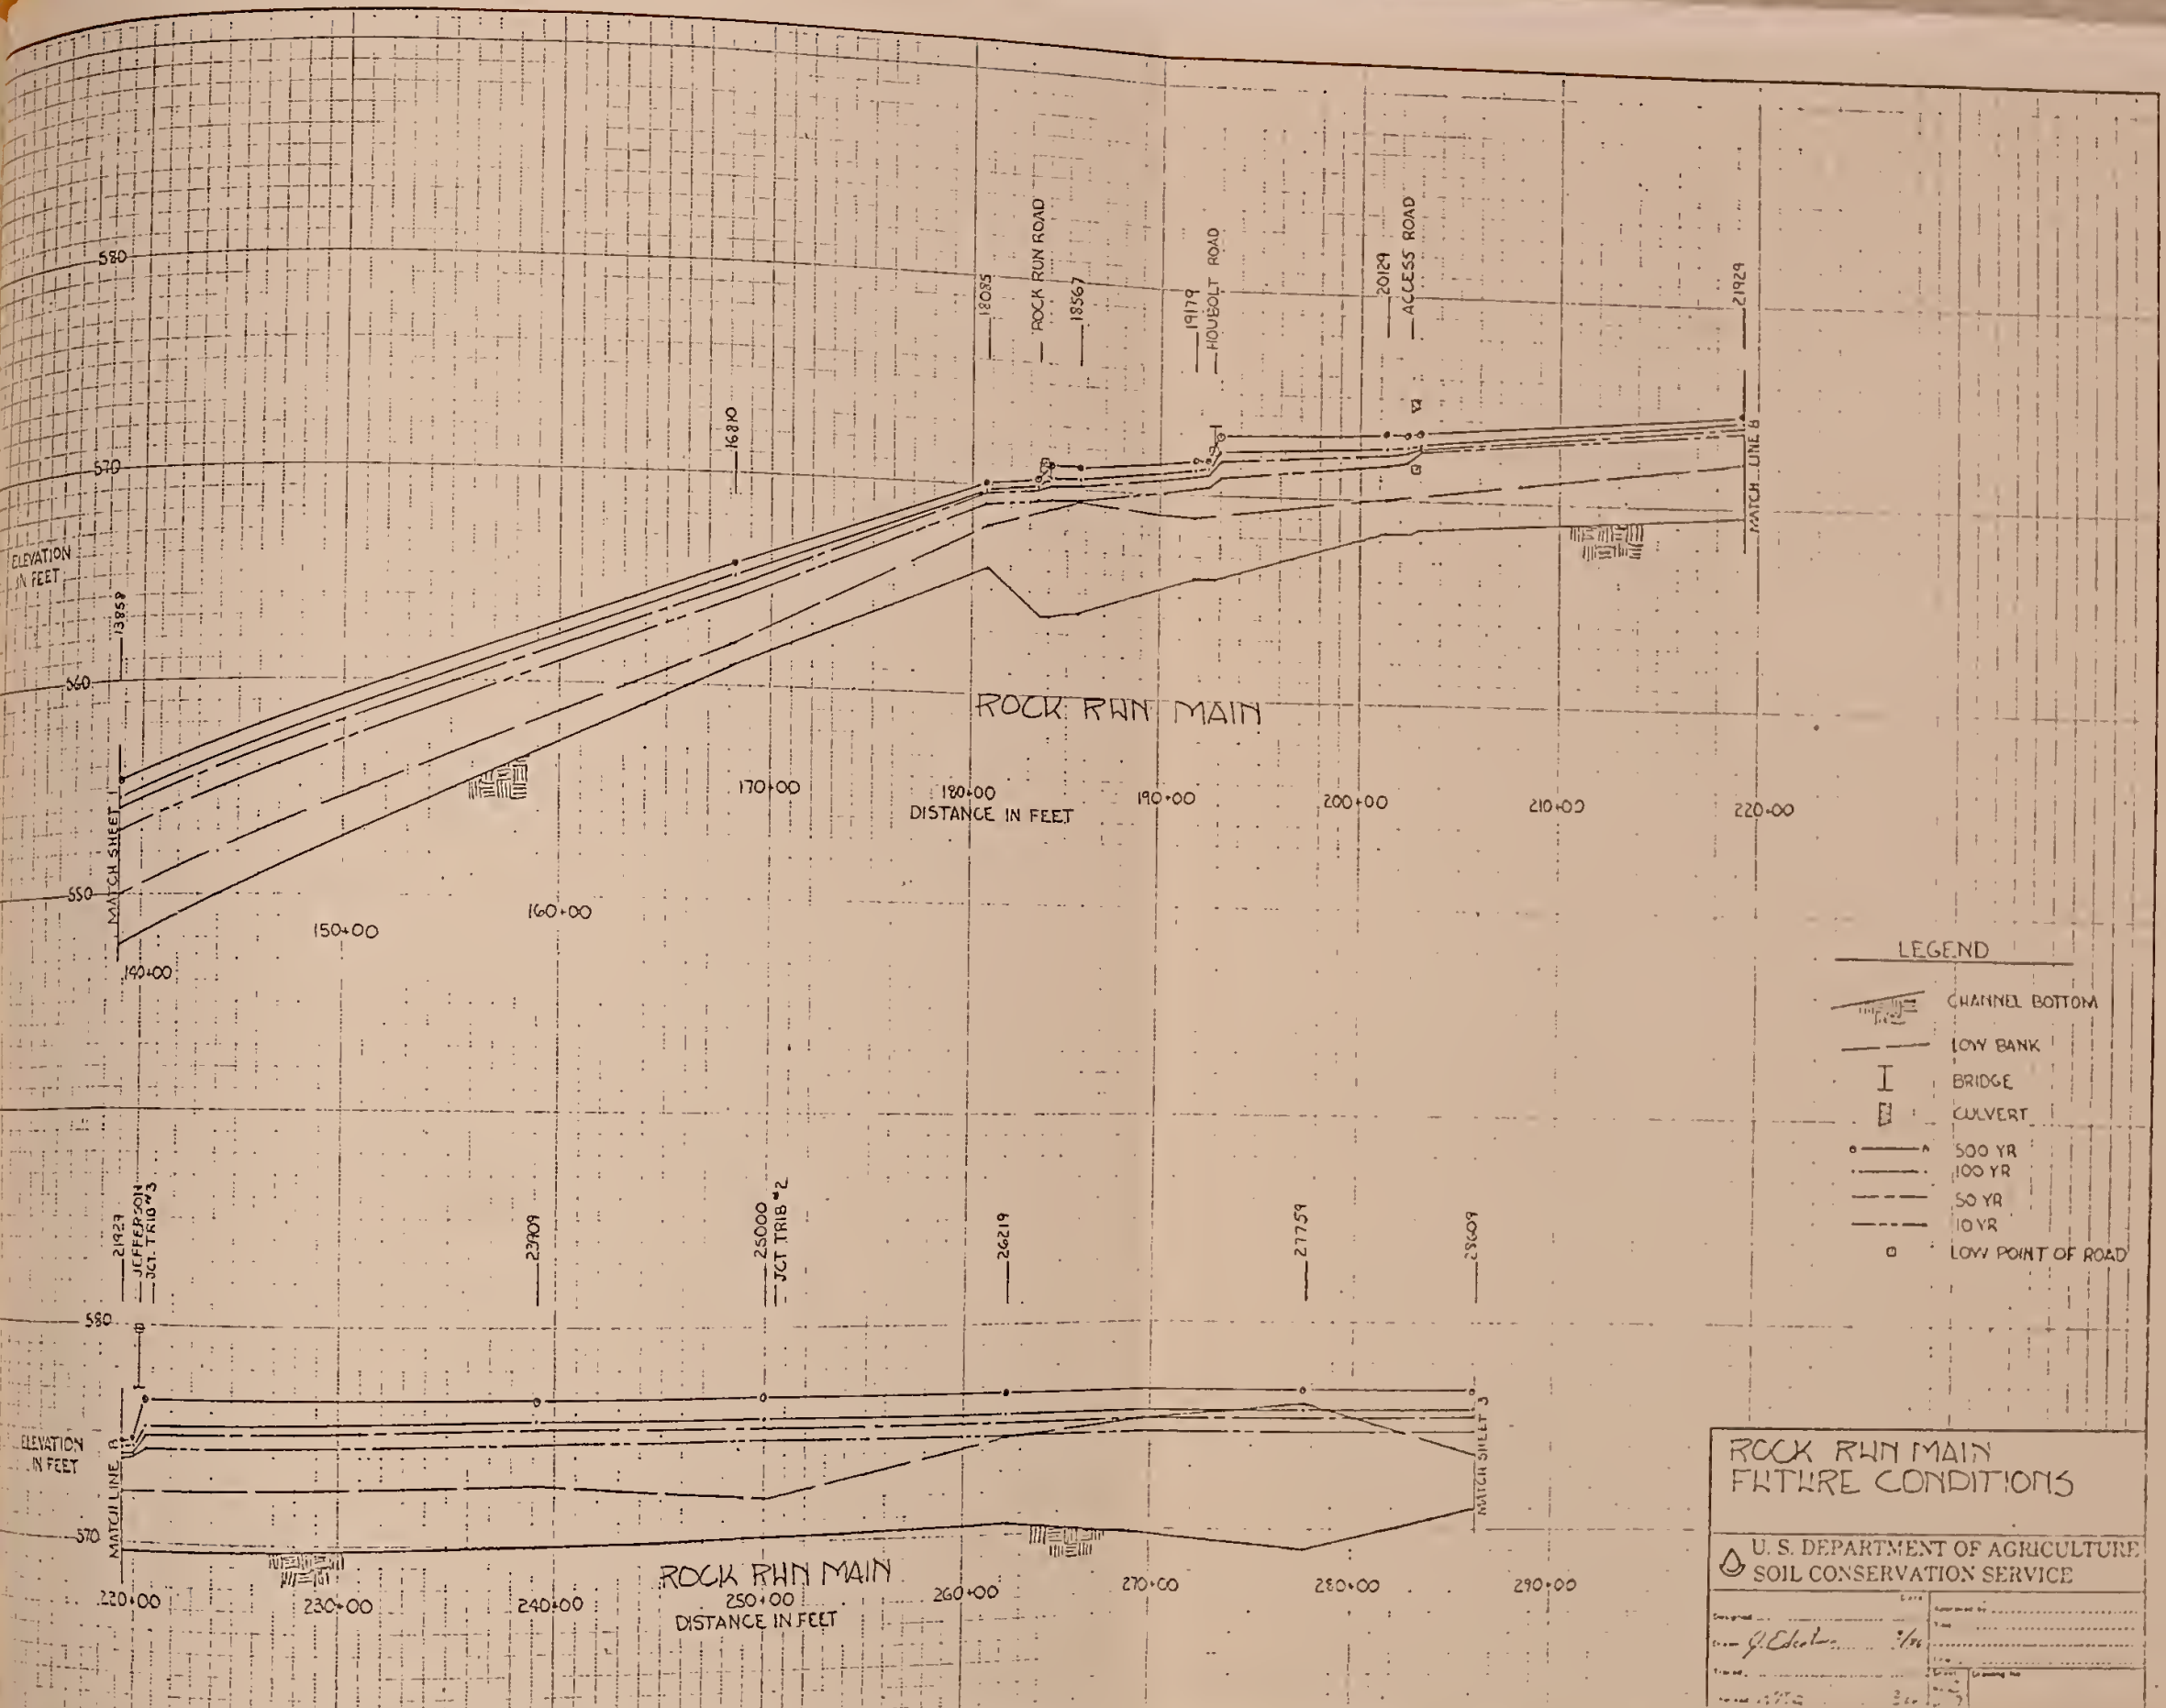 580
570
560
550
ELEVATION
IN FEET
MATCH SHEET 1
13858
16810
18085
ROCK RUN ROAD
18567
19179
HOUBOLT ROAD
20129
ACCESS ROAD
21929
MATCH LINE B
ROCK RUN MAIN
140+00
150+00
160+00
170+00
180+00
190+00
200+00
210+00
220+00
DISTANCE IN FEET
LEGEND
CHANNEL BOTTOM
LOW BANK
BRIDGE
CULVERT
500 YR
100 YR
50 YR
10 YR
LOW POINT OF ROAD
21929
JEFFERSON
JCT. TRIB #3
23909
25000
JCT TRIB #2
26219
27759
28609
580
570
ELEVATION
IN FEET
MATCH LINE B
MATCH SHEET 3
ROCK RUN MAIN
220+00
230+00
240+00
250+00
260+00
270+00
280+00
290+00
DISTANCE IN FEET
ROCK RUN MAIN
FUTURE CONDITIONS
U. S. DEPARTMENT OF AGRICULTURE
SOIL CONSERVATION SERVICE